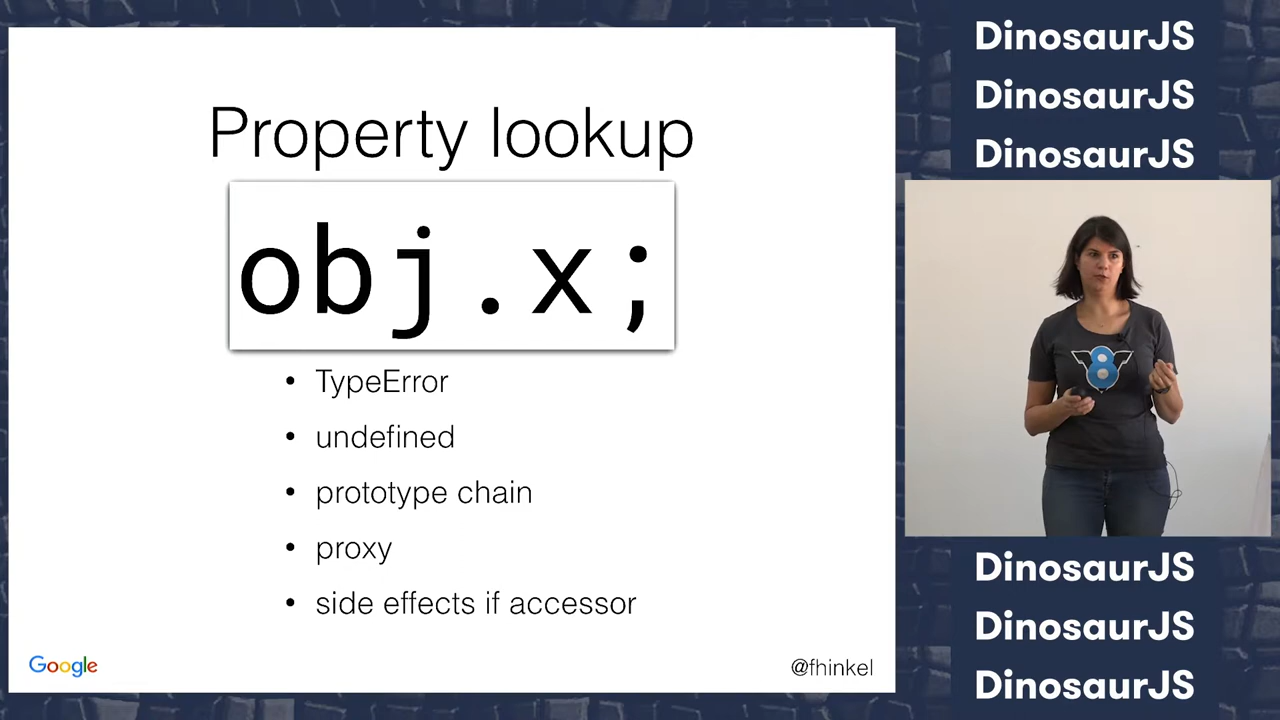 Property lookup
obj.x;
• TypeError
• undefined
• prototype chain
• proxy
• side effects if accessor
Google
@fhinkel
DinosaurJS
DinosaurJS
DinosaurJS
8
DinosaurJS
DinosaurJS
DinosaurJS